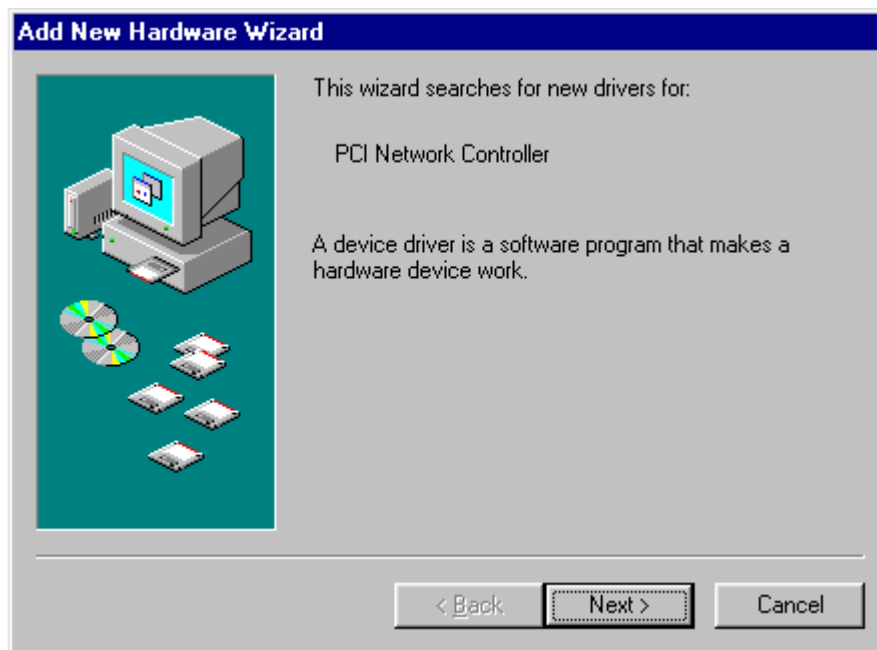 Add New Hardware Wizard
This wizard searches for new drivers for:
PCI Network Controller
A device driver is a software program that makes a
hardware device work.
< Back
Next >
Cancel